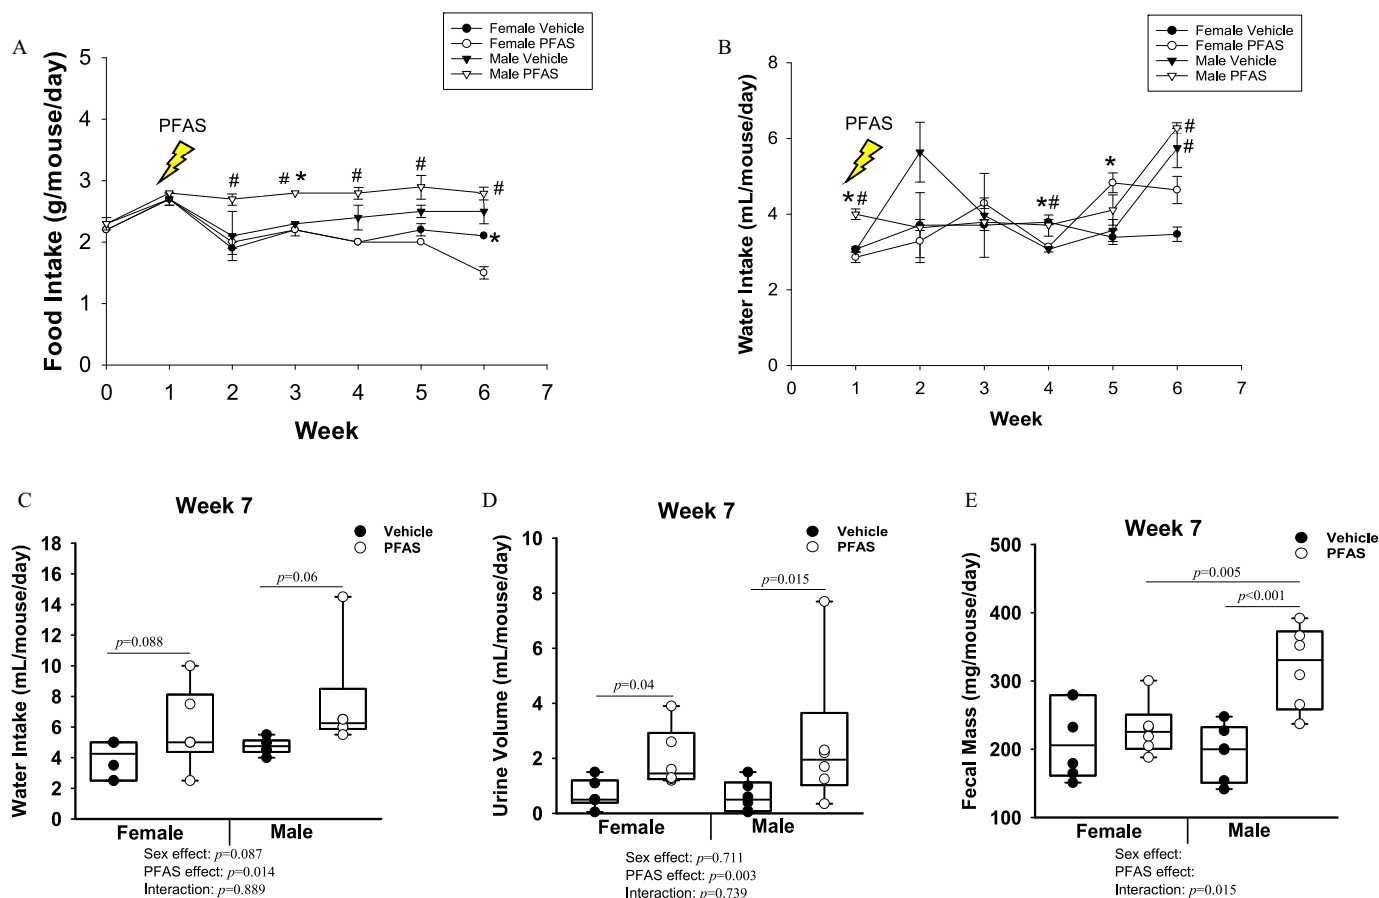 A
Female Vehicle
Female PFAS
Male Vehicle
Male PFAS
Food Intake (g/mouse/day)
5
4
3
2
1
0
PFAS
#
# *
#
#
#
*
0 1 2 3 4 5 6 7
Week
B
Female Vehicle
Female PFAS
Male Vehicle
Male PFAS
Water Intake (mL/mouse/day)
8
6
4
2
0
PFAS
*#
*#
*
#
#
0 1 2 3 4 5 6 7
Week
C
Week 7
Vehicle
PFAS
Water Intake (mL/mouse/day)
18
16
14
12
10
8
6
4
2
0
p=0.088
p=0.06
Female Male
Sex effect: p=0.087
PFAS effect: p=0.014
Interaction: p=0.889
D
Week 7
Vehicle
PFAS
Urine Volume (mL/mouse/day)
10
8
6
4
2
0
p=0.04
p=0.015
Female Male
Sex effect: p=0.711
PFAS effect: p=0.003
Interaction: p=0.739
E
Week 7
Vehicle
PFAS
Fecal Mass (mg/mouse/day)
500
400
300
200
100
p=0.005
p<0.001
Female Male
Sex effect:
PFAS effect:
Interaction: p=0.015